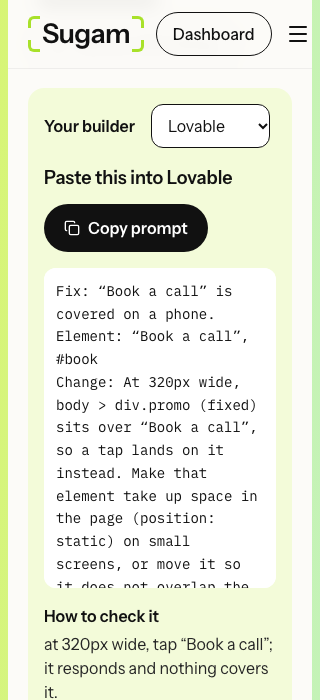 Sugam
Dashboard
Your builder
Lovable
Paste this into Lovable
Copy prompt
Fix: “Book a call” is
covered on a phone.
Element: “Book a call”,
#book
Change: At 320px wide,
body > div.promo (fixed)
sits over “Book a call”,
so a tap lands on it
instead. Make that
element take up space in
the page (position:
static) on small
screens, or move it so
it does not overlap the
How to check it
at 320px wide, tap “Book a call”;
it responds and nothing covers
it.